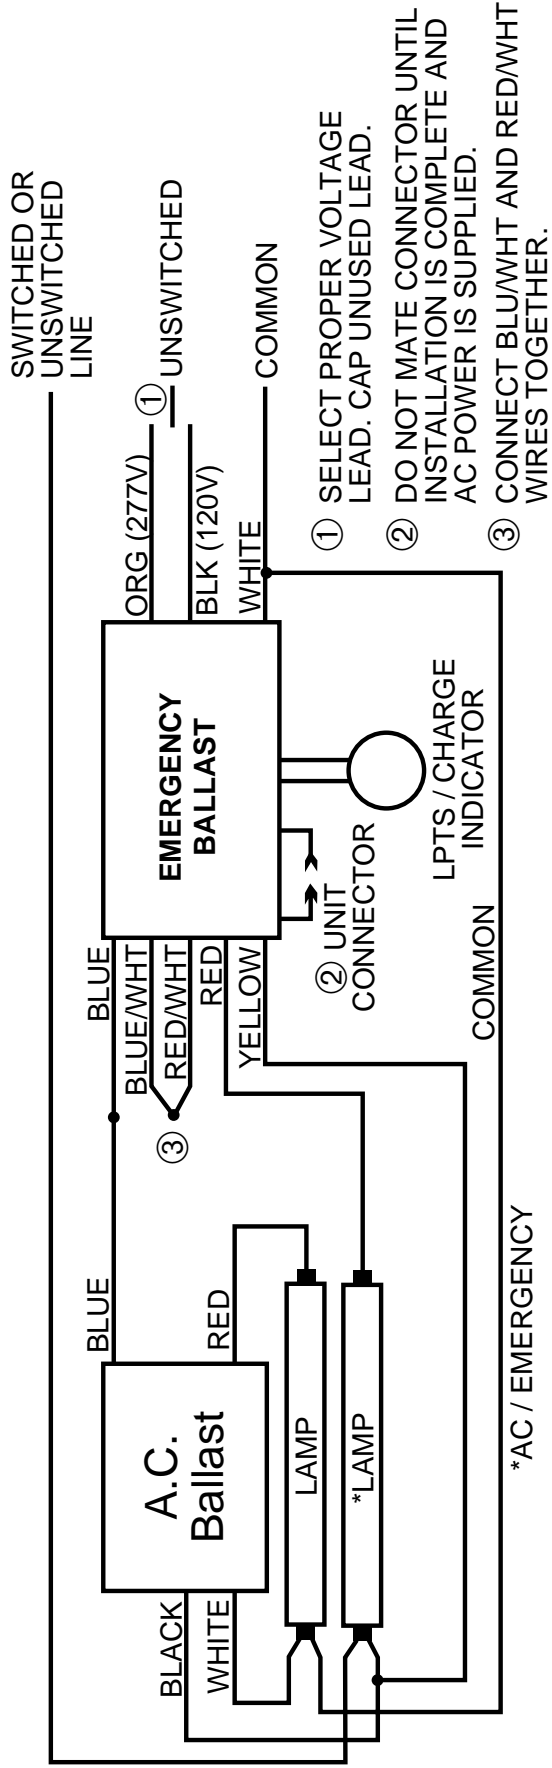 SWITCHED OR
UNSWITCHED
LINE
BLUE
BLUE
ORG (277V)
① UNSWITCHED
BLUE/WHT
RED/WHT
③
BLK (120V)
RED
YELLOW
WHITE
COMMON
EMERGENCY
BALLAST
A.C.
Ballast
BLACK
WHITE
RED
LAMP
*LAMP
② UNIT
CONNECTOR
LPTS / CHARGE
INDICATOR
COMMON
*AC / EMERGENCY
① SELECT PROPER VOLTAGE
LEAD. CAP UNUSED LEAD.
② DO NOT MATE CONNECTOR UNTIL
INSTALLATION IS COMPLETE AND
AC POWER IS SUPPLIED.
③ CONNECT BLU/WHT AND RED/WHT
WIRES TOGETHER.